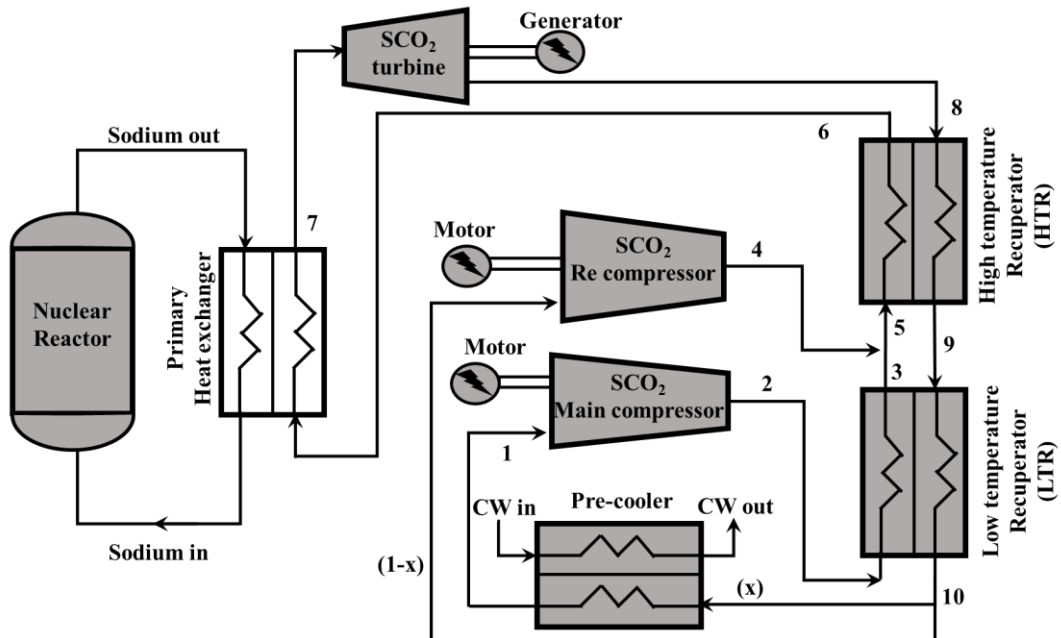 Generator
SCO2
turbine
8
6
Sodium out
High temperature
Recuperator
(HTR)
7
Motor
SCO2
Re compressor
4
Nuclear
Reactor
Primary
Heat exchanger
5
9
Motor
SCO2
Main compressor
2
3
1
Low temperature
Recuperator
(LTR)
Pre-cooler
CW in
CW out
Sodium in
(1-x)
(x)
10